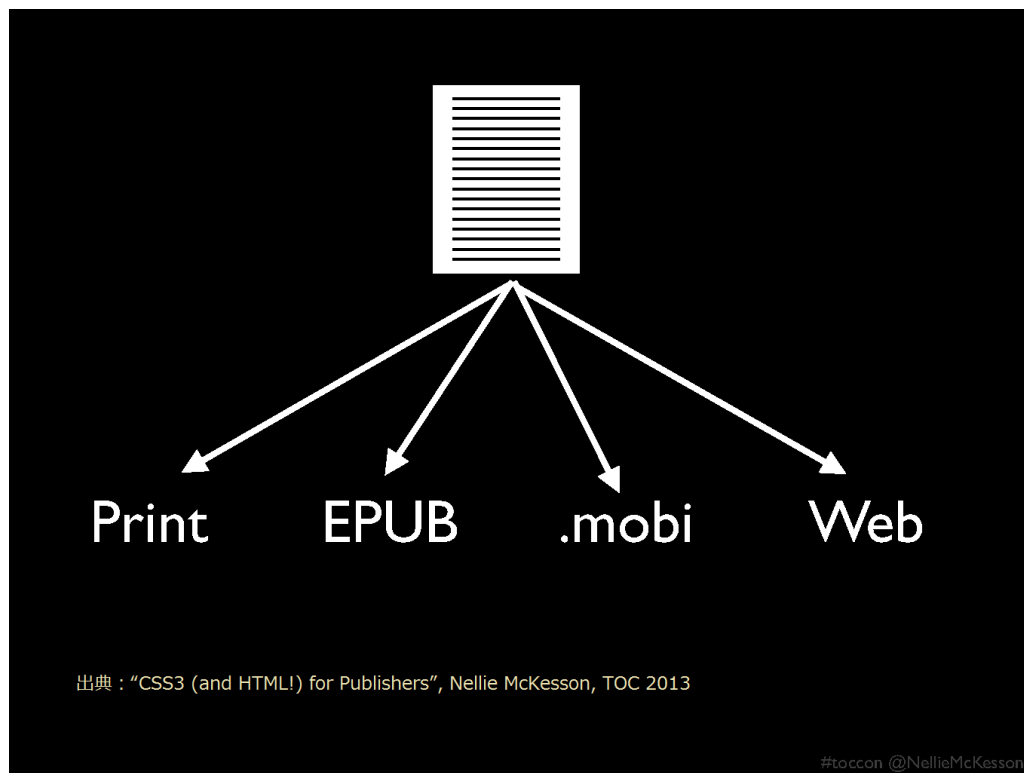 Print EPUB .mobi Web
出典：“CSS3 (and HTML!) for Publishers”, Nellie McKesson, TOC 2013
#toccon @NellieMcKesson